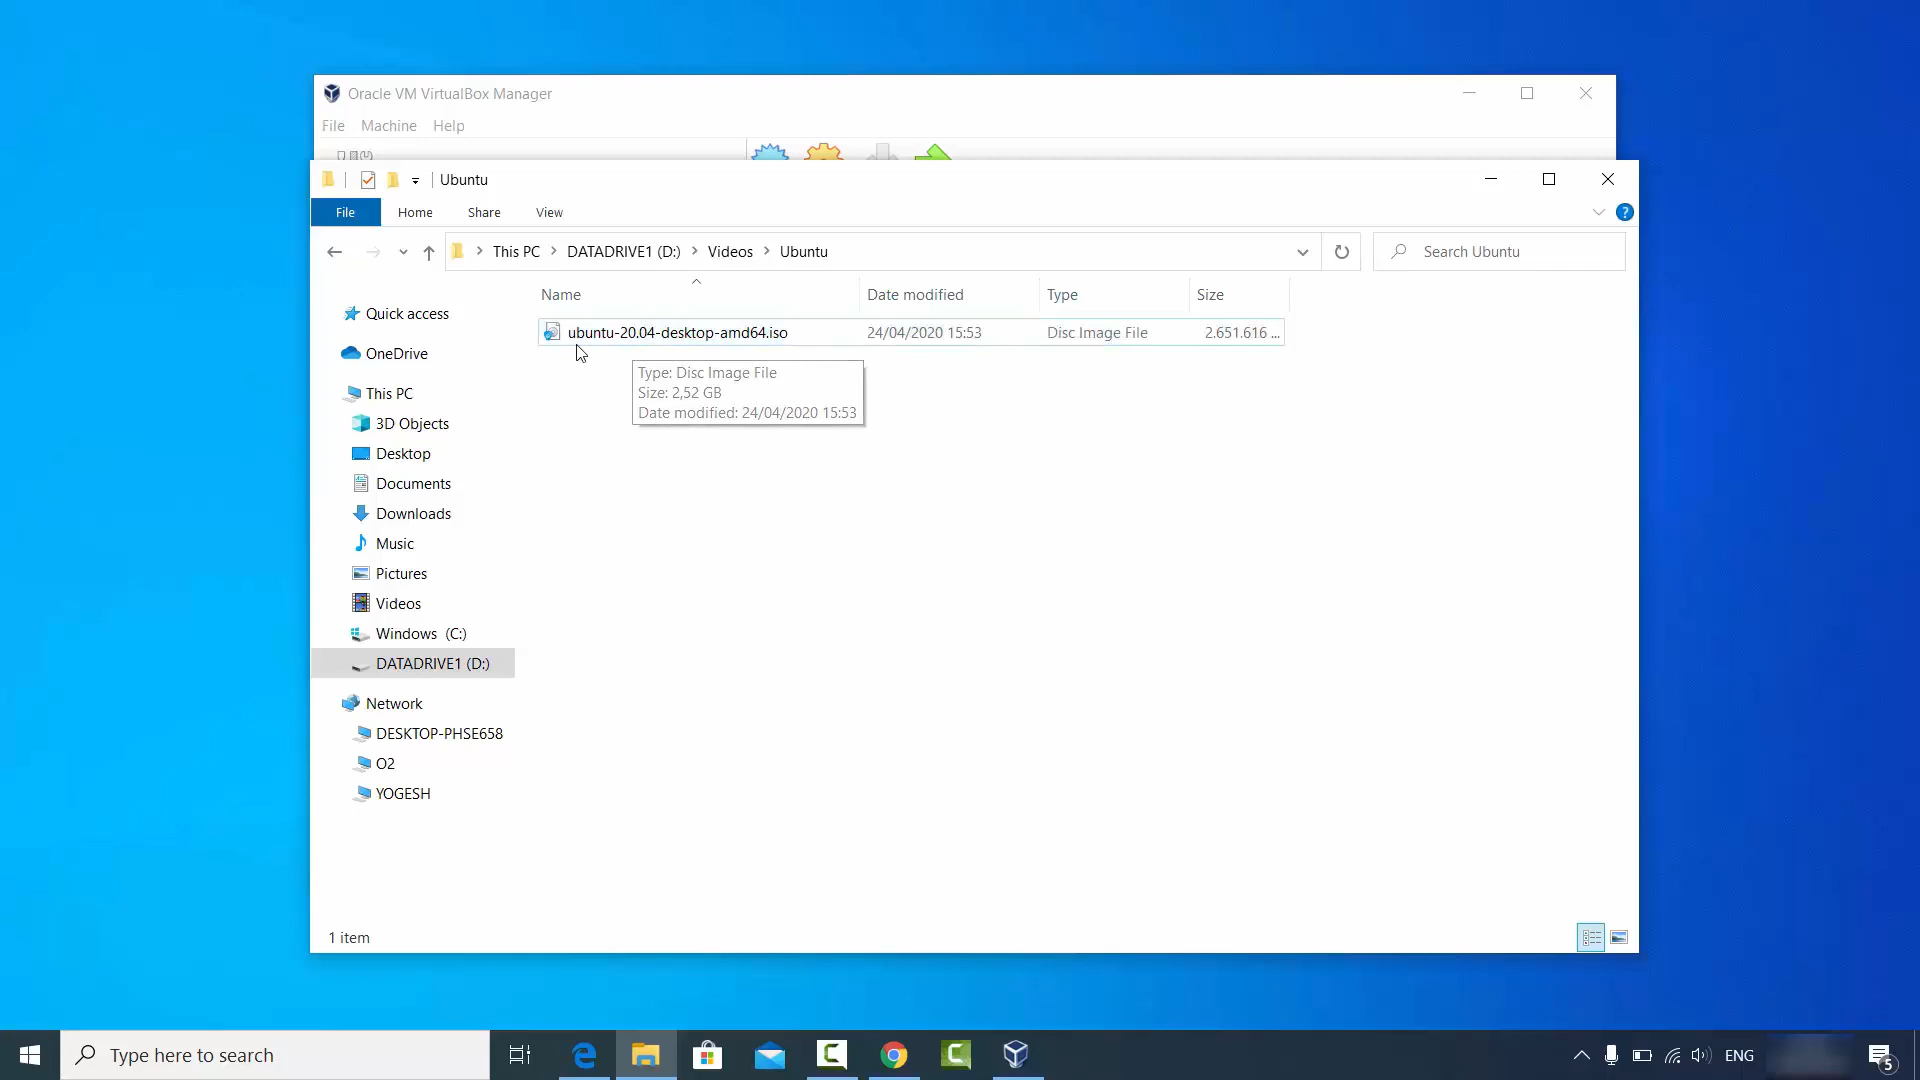 Oracle VM VirtualBox Manager
File Machine Help
Ubuntu
File Home Share View
This PC DATADRIVE1 (D:) Videos Ubuntu
Search Ubuntu
Name Date modified Type Size
ubuntu-20.04-desktop-amd64.iso 24/04/2020 15:53 Disc Image File 2.651.616 ...
Type: Disc Image File
Size: 2,52 GB
Date modified: 24/04/2020 15:53
Quick access
OneDrive
This PC
3D Objects
Desktop
Documents
Downloads
Music
Pictures
Videos
Windows (C:)
DATADRIVE1 (D:)
Network
DESKTOP-PHSE658
O2
YOGESH
1 item
Type here to search
ENG
5